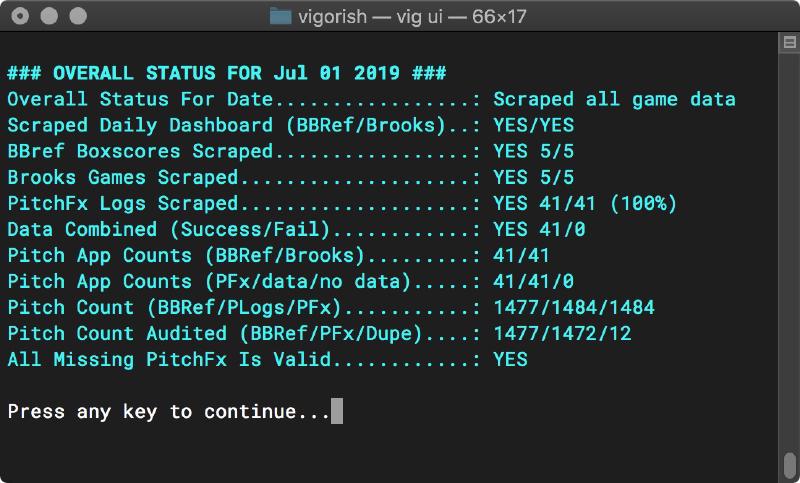 vigorish — vig ui — 66×17
### OVERALL STATUS FOR Jul 01 2019 ###
Overall Status For Date.................: Scraped all game data
Scraped Daily Dashboard (BBRef/Brooks)..: YES/YES
BBref Boxscores Scraped.................: YES 5/5
Brooks Games Scraped....................: YES 5/5
PitchFx Logs Scraped....................: YES 41/41 (100%)
Data Combined (Success/Fail)............: YES 41/0
Pitch App Counts (BBRef/Brooks).........: 41/41
Pitch App Counts (PFx/data/no data).....: 41/41/0
Pitch Count (BBRef/PLogs/PFx)...........: 1477/1484/1484
Pitch Count Audited (BBRef/PFx/Dupe)....: 1477/1472/12
All Missing PitchFx Is Valid............: YES
Press any key to continue...